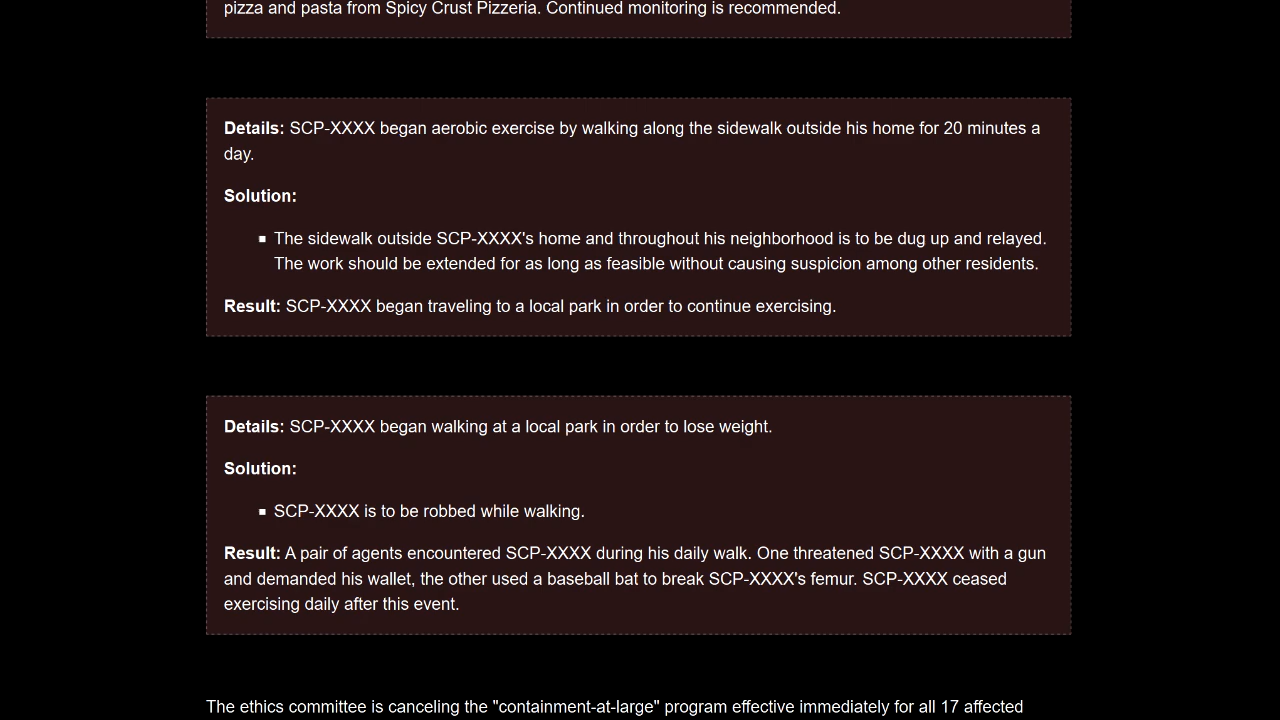 pizza and pasta from Spicy Crust Pizzeria. Continued monitoring is recommended.
Details: SCP-XXXX began aerobic exercise by walking along the sidewalk outside his home for 20 minutes a
day.
Solution:
The sidewalk outside SCP-XXXX's home and throughout his neighborhood is to be dug up and relayed.
The work should be extended for as long as feasible without causing suspicion among other residents.
Result: SCP-XXXX began traveling to a local park in order to continue exercising.
Details: SCP-XXXX began walking at a local park in order to lose weight.
Solution:
SCP-XXXX is to be robbed while walking.
Result: A pair of agents encountered SCP-XXXX during his daily walk. One threatened SCP-XXXX with a gun
and demanded his wallet, the other used a baseball bat to break SCP-XXXX's femur. SCP-XXXX ceased
exercising daily after this event.
The ethics committee is canceling the "containment-at-large" program effective immediately for all 17 affected